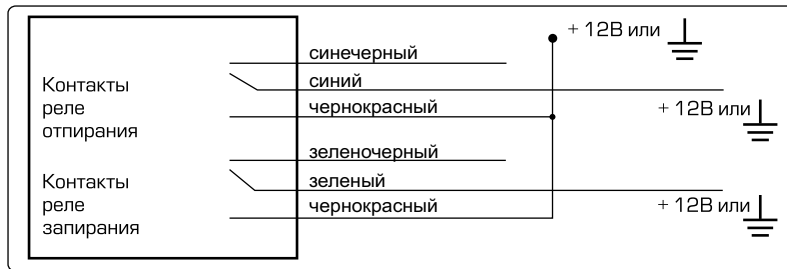 + 12В или
синечерный
синий
Контакты
реле
отпирания
чернокрасный
+ 12В или
зеленочерный
Контакты
реле
запирания
зеленый
чернокрасный
+ 12В или